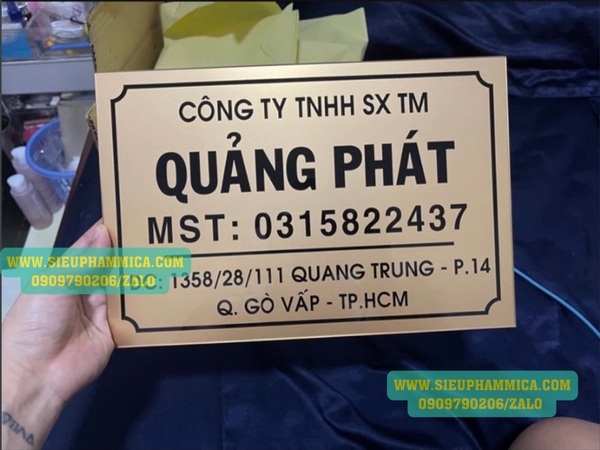 CÔNG TY TNHH SX TM
QUẢNG PHÁT
MST: 0315822437
ĐC: 1358/28/111 QUANG TRUNG - P.14
Q. GÒ VẤP - TP.HCM
WWW.SIEUPHAMMICA.COM
0909790206/ZALO
WWW.SIEUPHAMMICA.COM
0909790206/ZALO